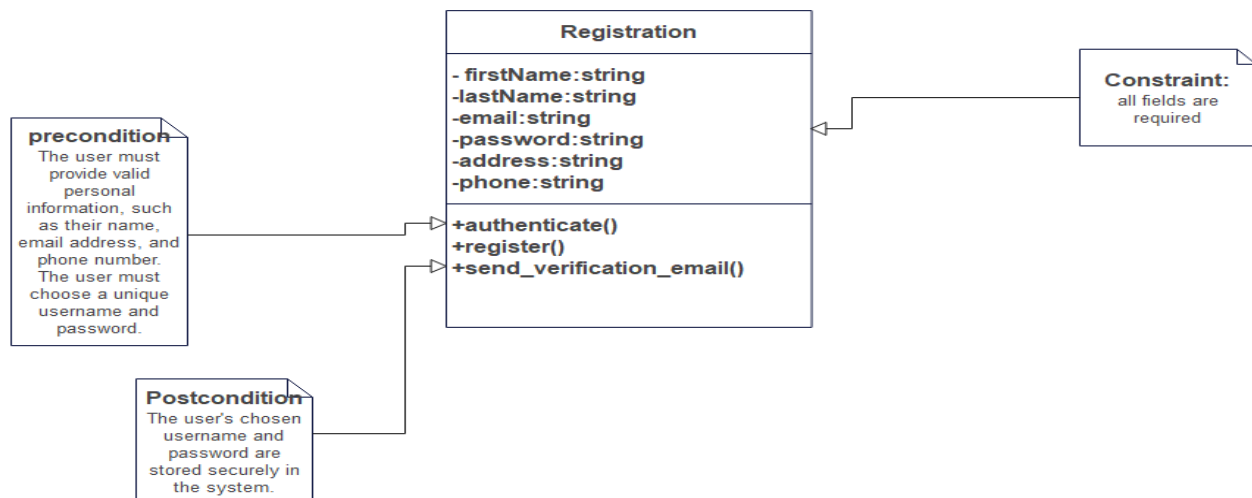 Registration
- firstName:string
-lastName:string
-email:string
-password:string
-address:string
-phone:string
+authenticate()
+register()
+send_verification_email()
Constraint:
all fields are
required
precondition
The user must
provide valid
personal
information, such
as their name,
email address, and
phone number.
The user must
choose a unique
username and
password.
Postcondition
The user's chosen
username and
password are
stored securely in
the system.